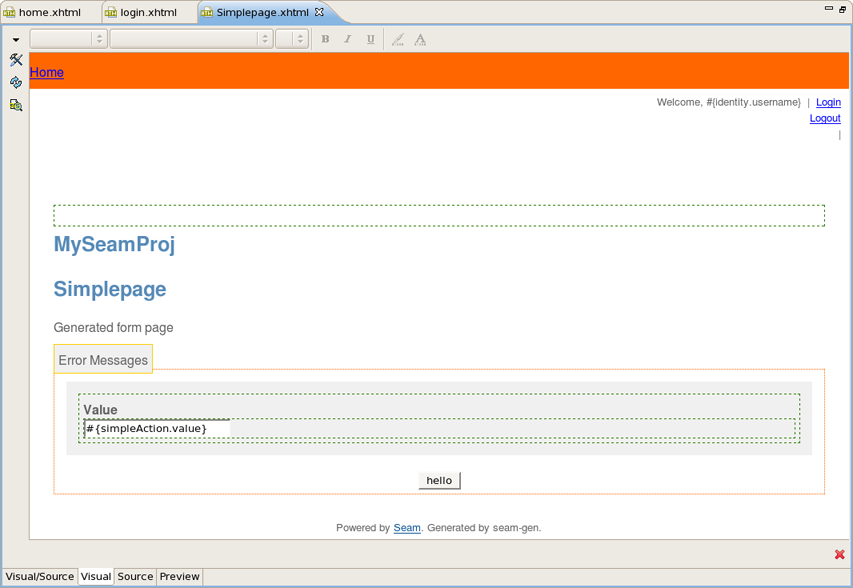 home.xhtml login.xhtml Simplepage.xhtml
B I U A
Home
Welcome, #{identity.username} | Login
Logout
|
MySeamProj
Simplepage
Generated form page
Error Messages
Value
#{simpleAction.value}
hello
Powered by Seam. Generated by seam-gen.
Visual/Source Visual Source Preview